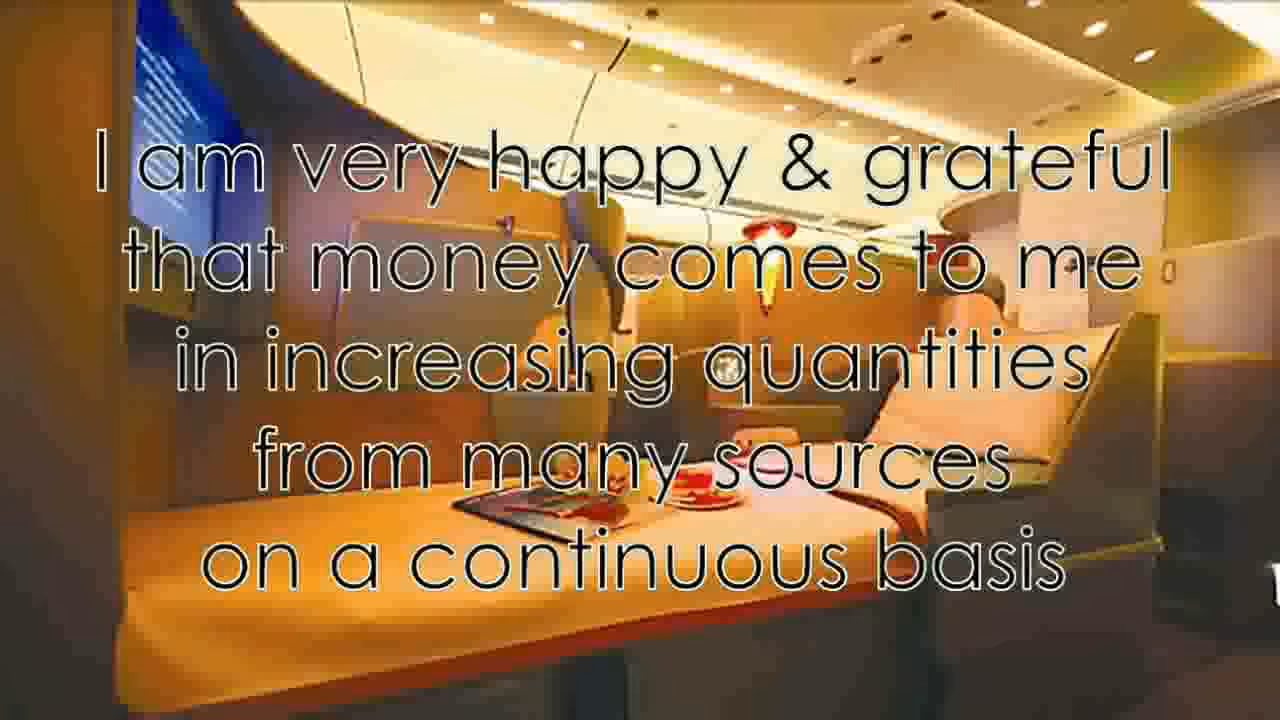 I am very happy & grateful
that money comes to me
in increasing quantities
from many sources
on a continuous basis